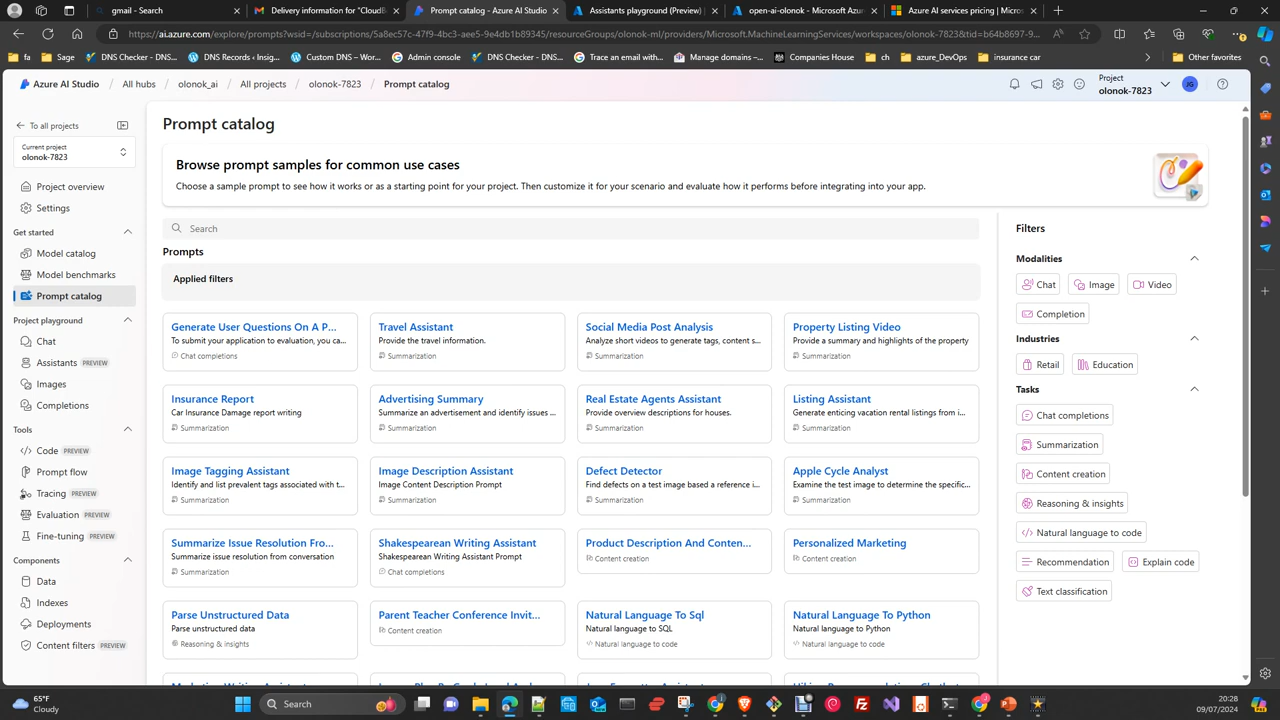 gmail - Search
Delivery information for "CloudB
Prompt catalog - Azure AI Studio
Assistants playground (Preview) |
open-ai-olonok - Microsoft Azure
Azure AI services pricing | Micros
https://ai.azure.com/explore/prompts?wsid=/subscriptions/5a8ec57c-47f9-4bc3-aee5-9e4db1b89345/resourceGroups/olonok-ml/providers/Microsoft.MachineLearningServices/workspaces/olonok-7823&tid=b64b8697-9...
fa
Sage
DNS Checker - DNS...
DNS Records ‹ Insig...
Custom DNS – Wor...
Admin console
DNS Checker - DNS...
Trace an email with...
Manage domains –...
Companies House
ch
azure_DevOps
insurance car
Other favorites
Azure AI Studio / All hubs / olonok_ai / All projects / olonok-7823 / Prompt catalog
Project
olonok-7823
JG
To all projects
Current project
olonok-7823
Project overview
Settings
Get started
Model catalog
Model benchmarks
Prompt catalog
Project playground
Chat
Assistants PREVIEW
Images
Completions
Tools
Code PREVIEW
Prompt flow
Tracing PREVIEW
Evaluation PREVIEW
Fine-tuning PREVIEW
Components
Data
Indexes
Deployments
Content filters PREVIEW
Prompt catalog
Browse prompt samples for common use cases
Choose a sample prompt to see how it works or as a starting point for your project. Then customize it for your scenario and evaluate how it performs before integrating into your app.
Search
Prompts
Applied filters
Generate User Questions On A P...
To submit your application to evaluation, you ca...
Chat completions
Travel Assistant
Provide the travel information.
Summarization
Social Media Post Analysis
Analyze short videos to generate tags, content s...
Summarization
Property Listing Video
Provide a summary and highlights of the property
Summarization
Insurance Report
Car Insurance Damage report writing
Summarization
Advertising Summary
Summarize an advertisement and identify issues ...
Summarization
Real Estate Agents Assistant
Provide overview descriptions for houses.
Summarization
Listing Assistant
Generate enticing vacation rental listings from i...
Summarization
Image Tagging Assistant
Identify and list prevalent tags associated with t...
Summarization
Image Description Assistant
Image Content Description Prompt
Summarization
Defect Detector
Find defects on a test image based a reference i...
Summarization
Apple Cycle Analyst
Examine the test image to determine the specific...
Summarization
Summarize Issue Resolution Fro...
Summarize issue resolution from conversation
Summarization
Shakespearean Writing Assistant
Shakespearean Writing Assistant Prompt
Chat completions
Product Description And Conten...
Content creation
Personalized Marketing
Content creation
Parse Unstructured Data
Parse unstructured data
Reasoning & insights
Parent Teacher Conference Invit...
Content creation
Natural Language To Sql
Natural language to SQL
Natural language to code
Natural Language To Python
Natural language to Python
Natural language to code
Filters
Modalities
Chat
Image
Video
Completion
Industries
Retail
Education
Tasks
Chat completions
Summarization
Content creation
Reasoning & insights
Natural language to code
Recommendation
Explain code
Text classification
65°F
Cloudy
Search
20:28
09/07/2024